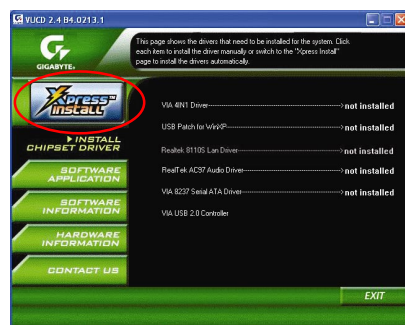 VUCD 2.4 B4.0213.1
GIGABYTE
This page shows the drivers that need to be installed for the system. Click
each item to install the driver manually or switch to the "Xpress Install"
page to install the drivers automatically.
Xpress™
Install
INSTALL
CHIPSET DRIVER
SOFTWARE
APPLICATION
SOFTWARE
INFORMATION
HARDWARE
INFORMATION
CONTACT US
VIA 4IN1 Driver not installed
USB Patch for WinXP not installed
Realtek 8110S Lan Driver not installed
RealTek AC97 Audio Driver not installed
VIA 8237 Serial ATA Driver not installed
VIA USB 2.0 Controller
EXIT